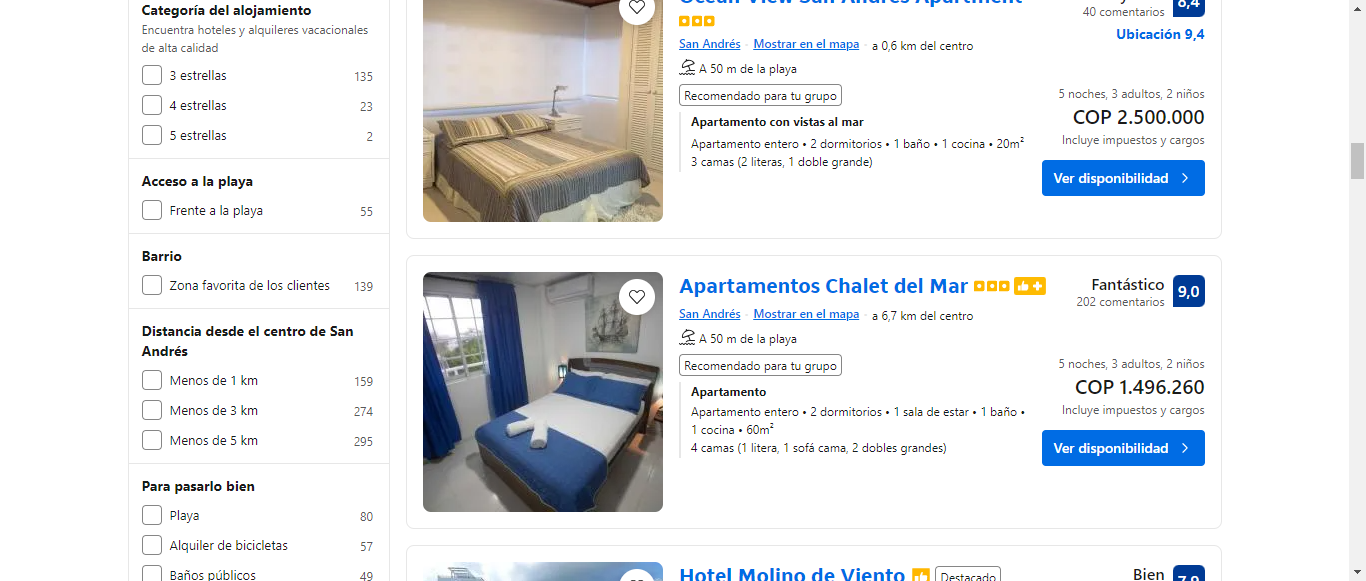 Categoría del alojamiento
Encuentra hoteles y alquileres vacacionales
de alta calidad
3 estrellas 135
4 estrellas 23
5 estrellas 2
Acceso a la playa
Frente a la playa 55
Barrio
Zona favorita de los clientes 139
Distancia desde el centro de San
Andrés
Menos de 1 km 159
Menos de 3 km 274
Menos de 5 km 295
Para pasarlo bien
Playa 80
Alquiler de bicicletas 57
Baños públicos 49
Ocean View San Andres Apartment
8,4
40 comentarios
Ubicación 9,4
San Andrés · Mostrar en el mapa · a 0,6 km del centro
A 50 m de la playa
Recomendado para tu grupo
Apartamento con vistas al mar
Apartamento entero • 2 dormitorios • 1 baño • 1 cocina • 20m²
3 camas (2 literas, 1 doble grande)
5 noches, 3 adultos, 2 niños
COP 2.500.000
Incluye impuestos y cargos
Ver disponibilidad
Apartamentos Chalet del Mar
Fantástico
202 comentarios
9,0
San Andrés · Mostrar en el mapa · a 6,7 km del centro
A 50 m de la playa
Recomendado para tu grupo
Apartamento
Apartamento entero • 2 dormitorios • 1 sala de estar • 1 baño •
1 cocina • 60m²
4 camas (1 litera, 1 sofá cama, 2 dobles grandes)
5 noches, 3 adultos, 2 niños
COP 1.496.260
Incluye impuestos y cargos
Ver disponibilidad
Hotel Molino de Viento Destacado
Bien
7,9